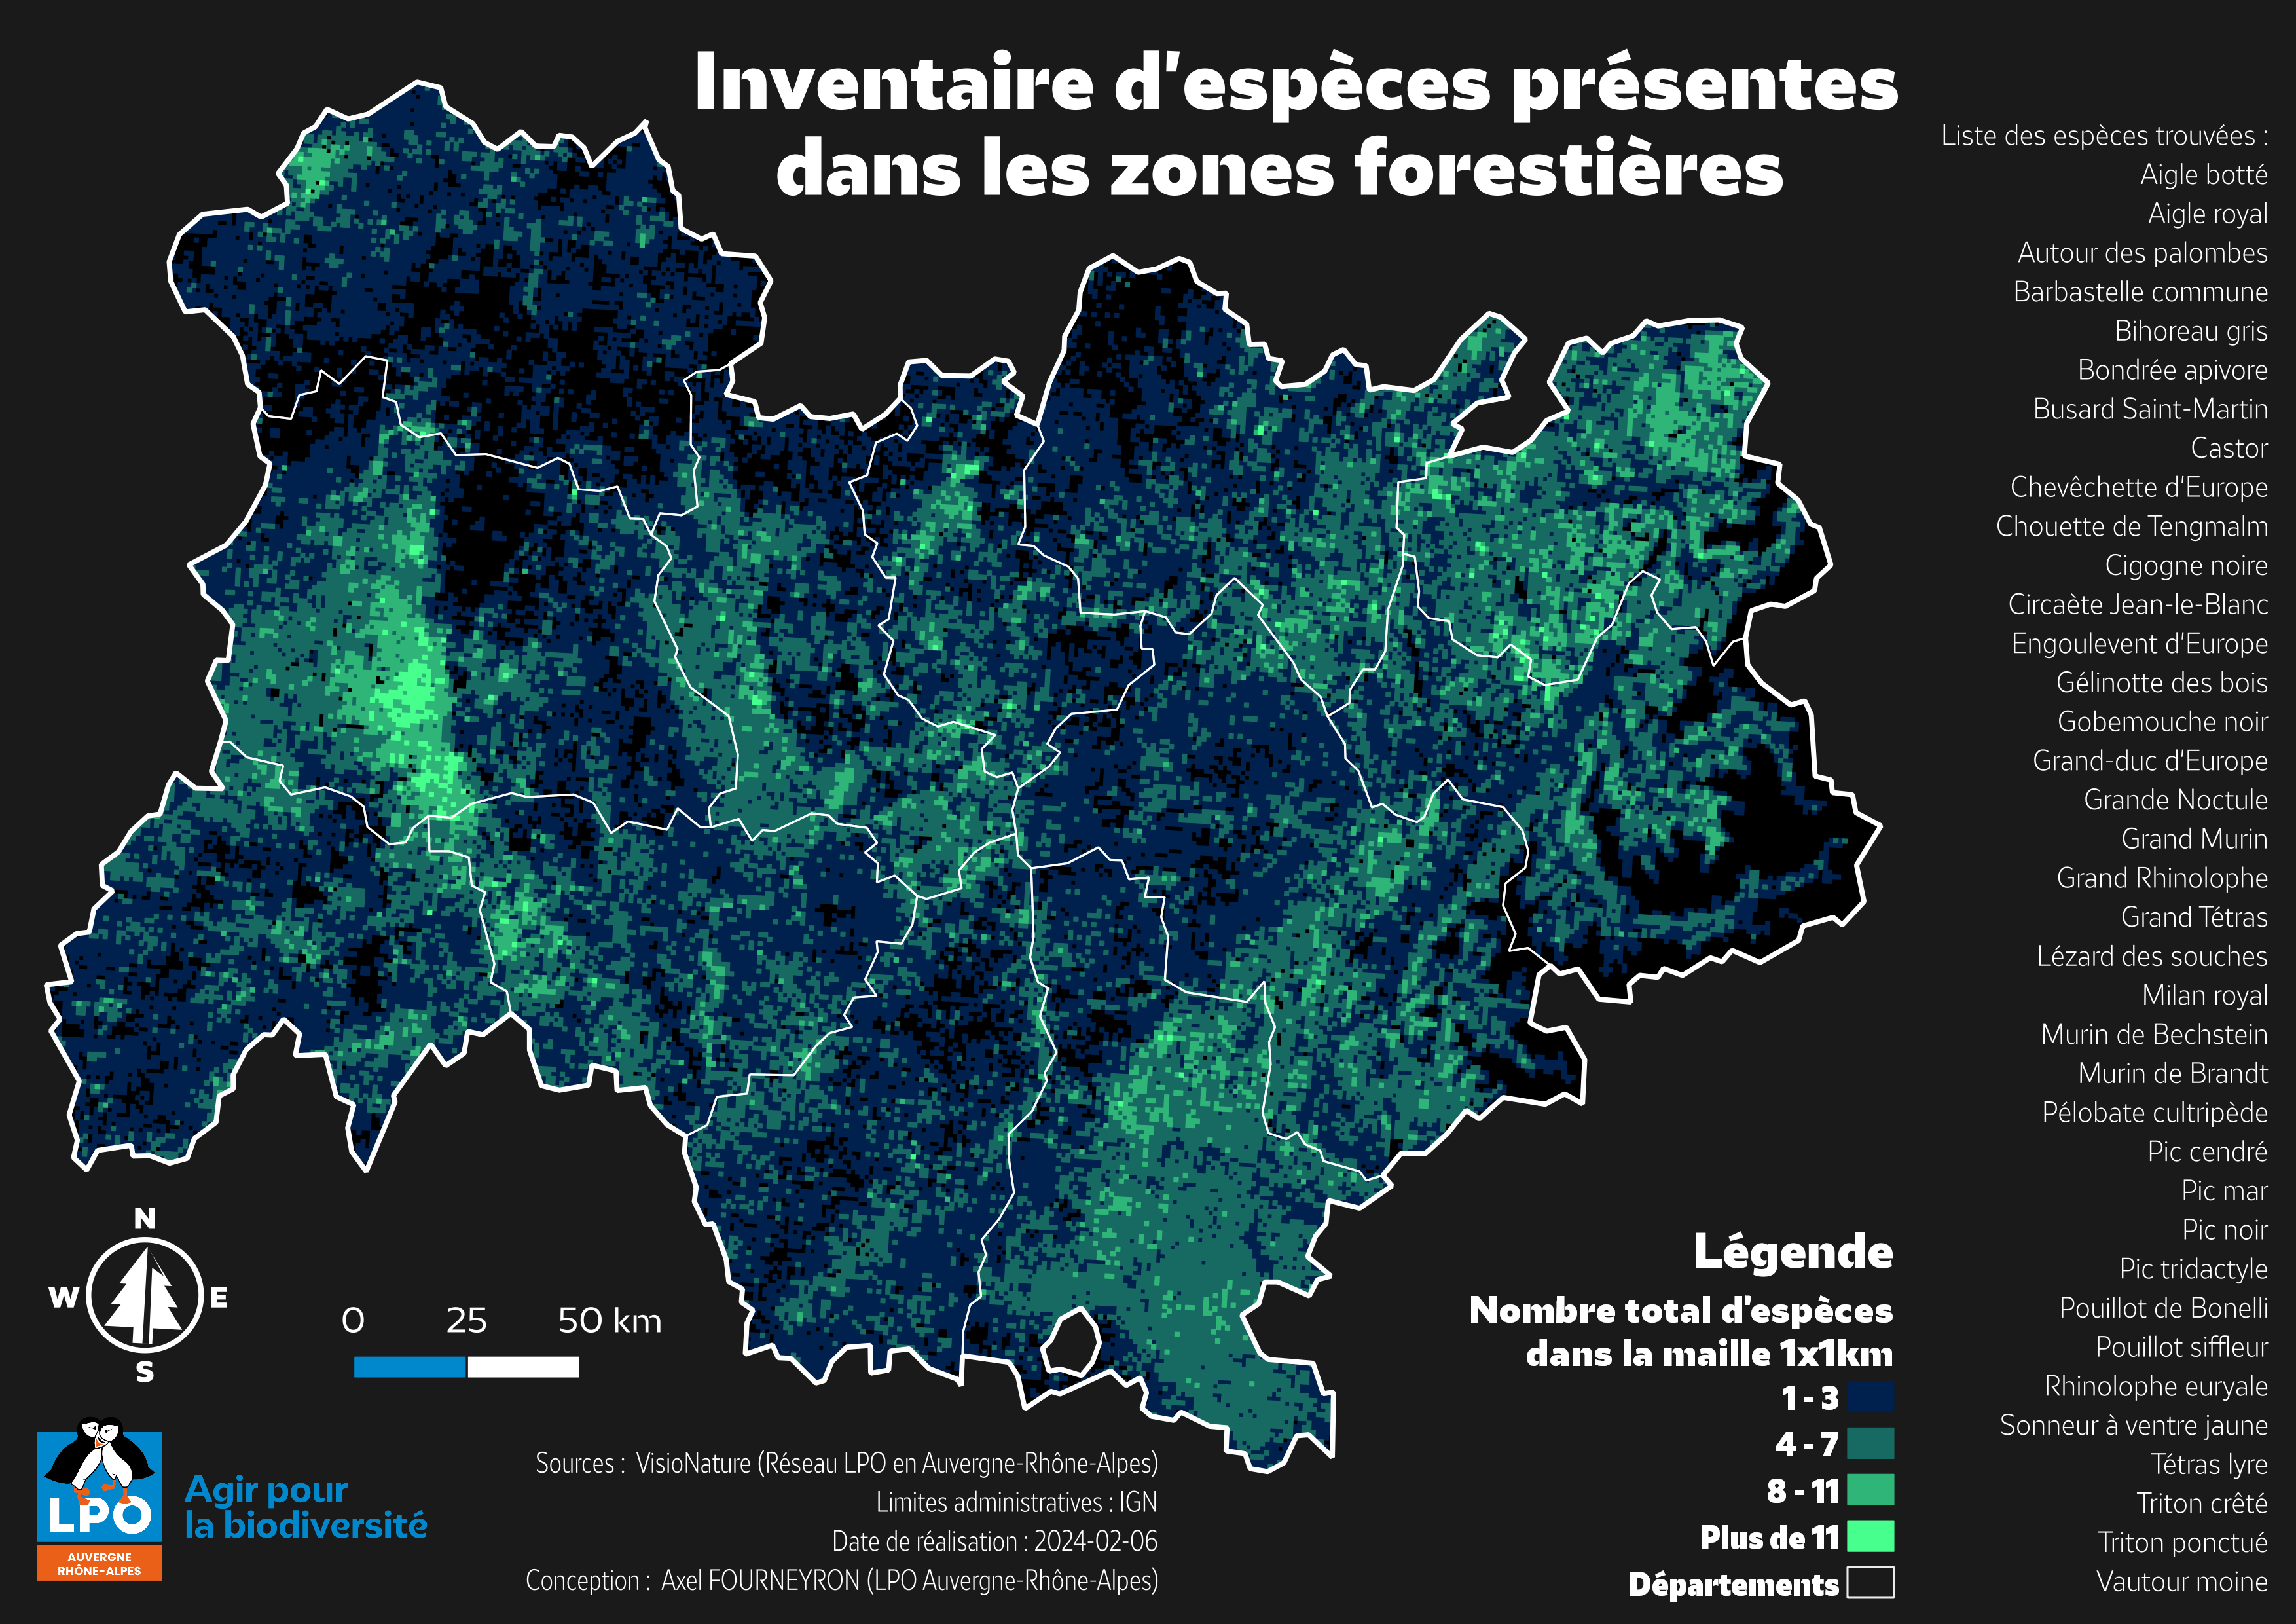 Inventaire d'espèces présentes
dans les zones forestières
Liste des espèces trouvées :
Aigle botté
Aigle royal
Autour des palombes
Barbastelle commune
Bihoreau gris
Bondrée apivore
Busard Saint-Martin
Castor
Chevêchette d'Europe
Chouette de Tengmalm
Cigogne noire
Circaète Jean-le-Blanc
Engoulevent d'Europe
Gélinotte des bois
Gobemouche noir
Grand-duc d'Europe
Grande Noctule
Grand Murin
Grand Rhinolophe
Grand Tétras
Lézard des souches
Milan royal
Murin de Bechstein
Murin de Brandt
Pélobate cultripède
Pic cendré
Pic mar
Pic noir
Pic tridactyle
Pouillot de Bonelli
Pouillot siffleur
Rhinolophe euryale
Sonneur à ventre jaune
Tétras lyre
Triton crêté
Triton ponctué
Vautour moine
N
W E
S
0 25 50 km
Légende
Nombre total d'espèces
dans la maille 1x1km
1 - 3
4 - 7
8 - 11
Plus de 11
Départements
LPO
AUVERGNE
RHÔNE-ALPES
Agir pour
la biodiversité
Sources : VisioNature (Réseau LPO en Auvergne-Rhône-Alpes)
Limites administratives : IGN
Date de réalisation : 2024-02-06
Conception : Axel FOURNEYRON (LPO Auvergne-Rhône-Alpes)